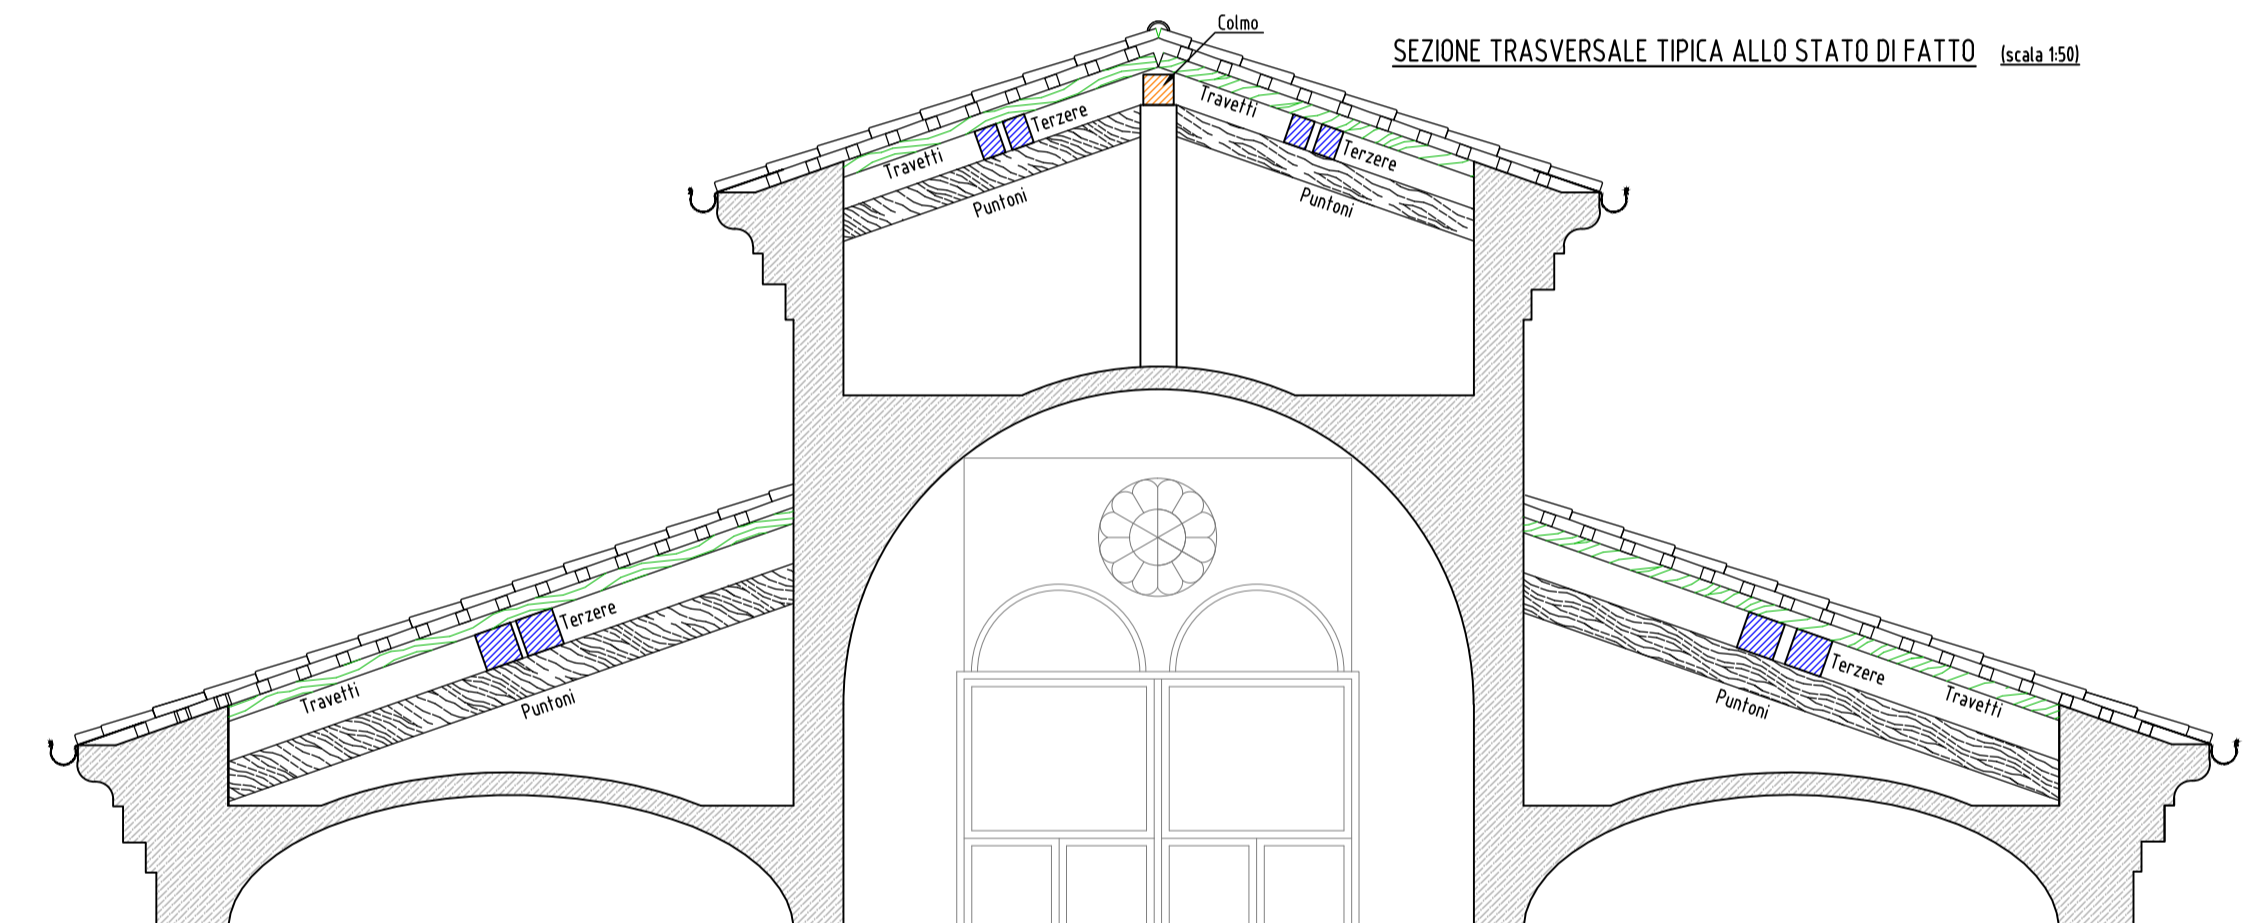 Colmo
SEZIONE TRASVERSALE TIPICA ALLO STATO DI FATTO (scala 1:50)
Travetti
Terzere
Puntoni
Travetti
Terzere
Puntoni
Terzere
Travetti
Puntoni
Terzere
Travetti
Puntoni